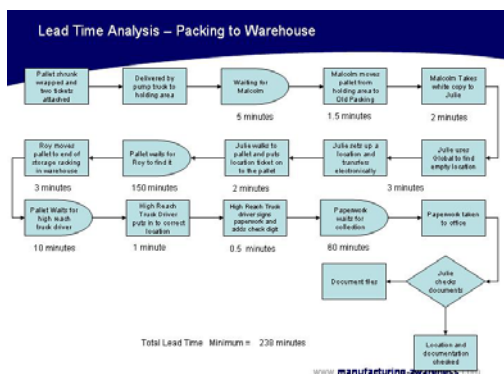 Lead Time Analysis – Packing to Warehouse
Pallet shrunk
wrapped and
two tickets
attached
Delivered by
pump truck to
holding area
Waiting for
Malcolm
Malcolm moves
pallet from
holding area to
Old Packing
Malcolm Takes
white copy to
Julie
5 minutes
1.5 minutes
2 minutes
Roy moves
pallet to end of
storage racking
in warehouse
Pallet waits for
Roy to find it
Julie walks to
pallet and puts
location ticket on
to the pallet
Julie sets up a
location and
transfers
electronically
Julie uses
Global to find
empty location
3 minutes
150 minutes
2 minutes
3 minutes
Pallet Waits for
high reach
truck driver
High Reach
Truck Driver
puts in to correct
location
High Reach Truck
driver signs
paperwork and
adds check digit
Paperwork
waits for
collection
Paperwork taken
to office
10 minutes
1 minute
0.5 minutes
60 minutes
Document files
Julie
checks
documents
Total Lead Time Minimum = 238 minutes
Location and
documentation
checked